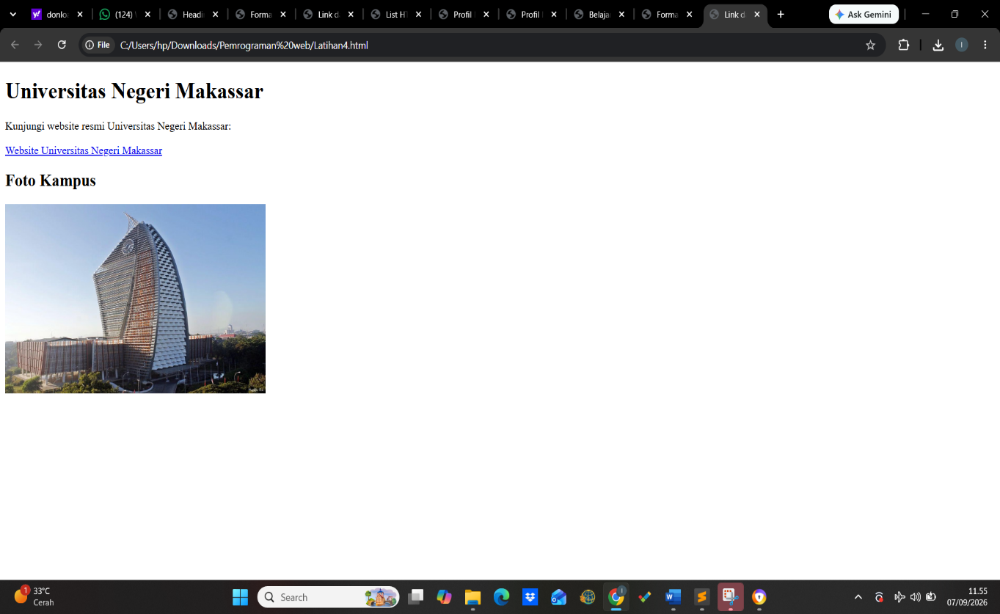 donlo
(124)
Headi
Forma
Link d
List HT
Profil
Profil
Belaja
Forma
Link d
Ask Gemini
File
C:/Users/hp/Downloads/Pemrograman%20web/Latihan4.html
I
Universitas Negeri Makassar
Kunjungi website resmi Universitas Negeri Makassar:
Website Universitas Negeri Makassar
Foto Kampus
1
33°C
Cerah
Search
11.55
07/09/2026